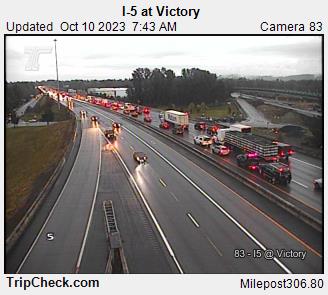 I-5 at Victory
Updated Oct 10 2023 7:43 AM
Camera 83
TR
S
83 - I5 @ Victory
TripCheck.com
Milepost306.80